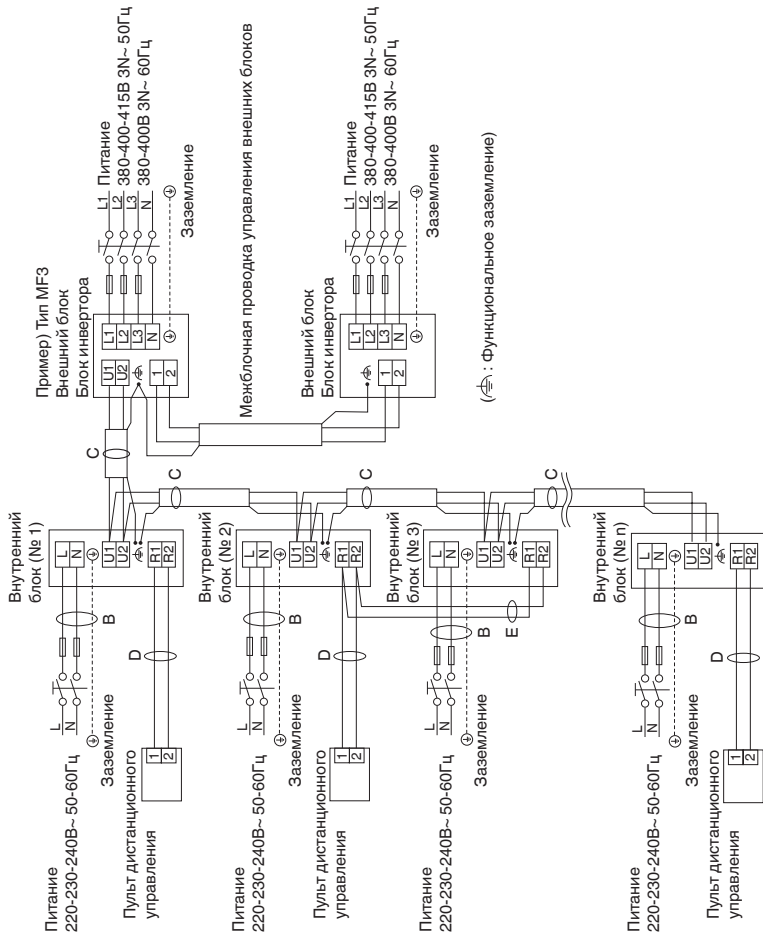 Пример) Тип MF3
Внешний блок
Блок инвертора
U1
U2
1
2
L1
L2
L3
N
L1
L2
L3
N
Питание
380-400-415В 3N~ 50Гц
380-400В 3N~ 60Гц
Заземление
Межблочная проводка управления внешних блоков
Внешний блок
Блок инвертора
1
2
L1
L2
L3
N
L1
L2
L3
N
Питание
380-400-415В 3N~ 50Гц
380-400В 3N~ 60Гц
Заземление
( : Функциональное заземление)
C
C
C
C
Внутренний
блок (№ 1)
L
N
U1
U2
R1
R2
B
D
L
N
Питание
220-230-240В~ 50-60Гц
Заземление
Пульт дистанционного
управления
1
2
Внутренний
блок (№ 2)
L
N
U1
U2
R1
R2
B
D
L
N
Питание
220-230-240В~ 50-60Гц
Заземление
Пульт дистанционного
управления
1
2
Внутренний
блок (№ 3)
L
N
U1
U2
R1
R2
B
E
L
N
Питание
220-230-240В~ 50-60Гц
Заземление
Внутренний
блок (№ n)
L
N
U1
U2
R1
R2
B
D
L
N
Питание
220-230-240В~ 50-60Гц
Заземление
Пульт дистанционного
управления
1
2